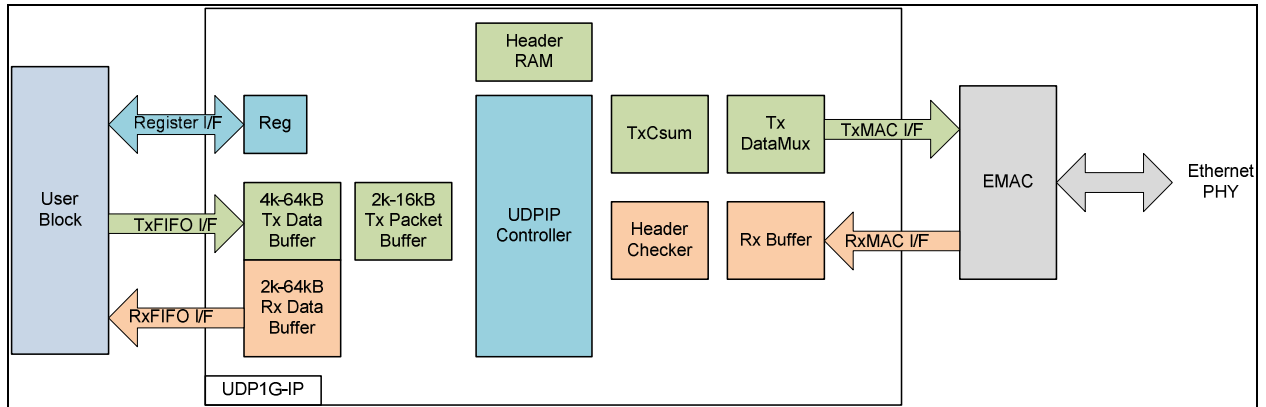 Header
RAM
User
Block
Register I/F
Reg
TxCsum
Tx
DataMux
TxMAC I/F
EMAC
Ethernet
PHY
TxFIFO I/F
4k-64kB
Tx Data
Buffer
2k-16kB
Tx Packet
Buffer
UDPIP
Controller
Header
Checker
Rx Buffer
RxMAC I/F
RxFIFO I/F
2k-64kB
Rx Data
Buffer
UDP1G-IP